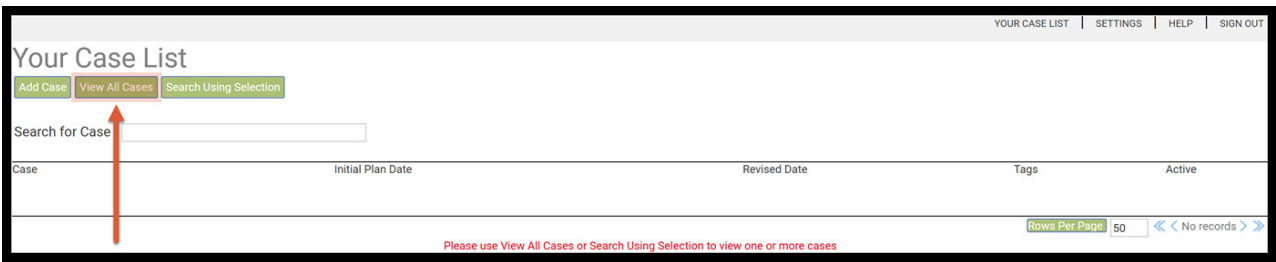 YOUR CASE LIST | SETTINGS | HELP | SIGN OUT
Your Case List
Add Case View All Cases Search Using Selection
Search for Case
Case Initial Plan Date Revised Date Tags Active
Rows Per Page 50 No records
Please use View All Cases or Search Using Selection to view one or more cases